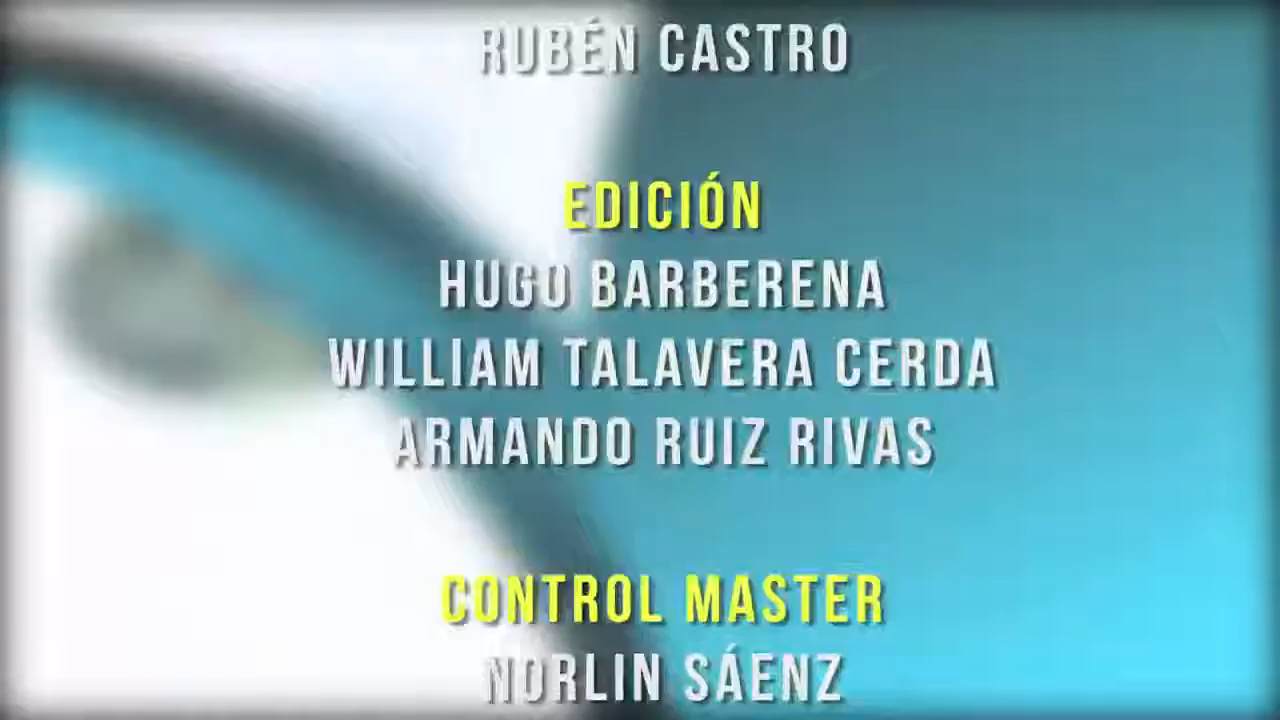 RUBÉN CASTRO
EDICIÓN
HUGO BARBERENA
WILLIAM TALAVERA CERDA
ARMANDO RUIZ RIVAS
CONTROL MASTER
NORLIN SÁENZ